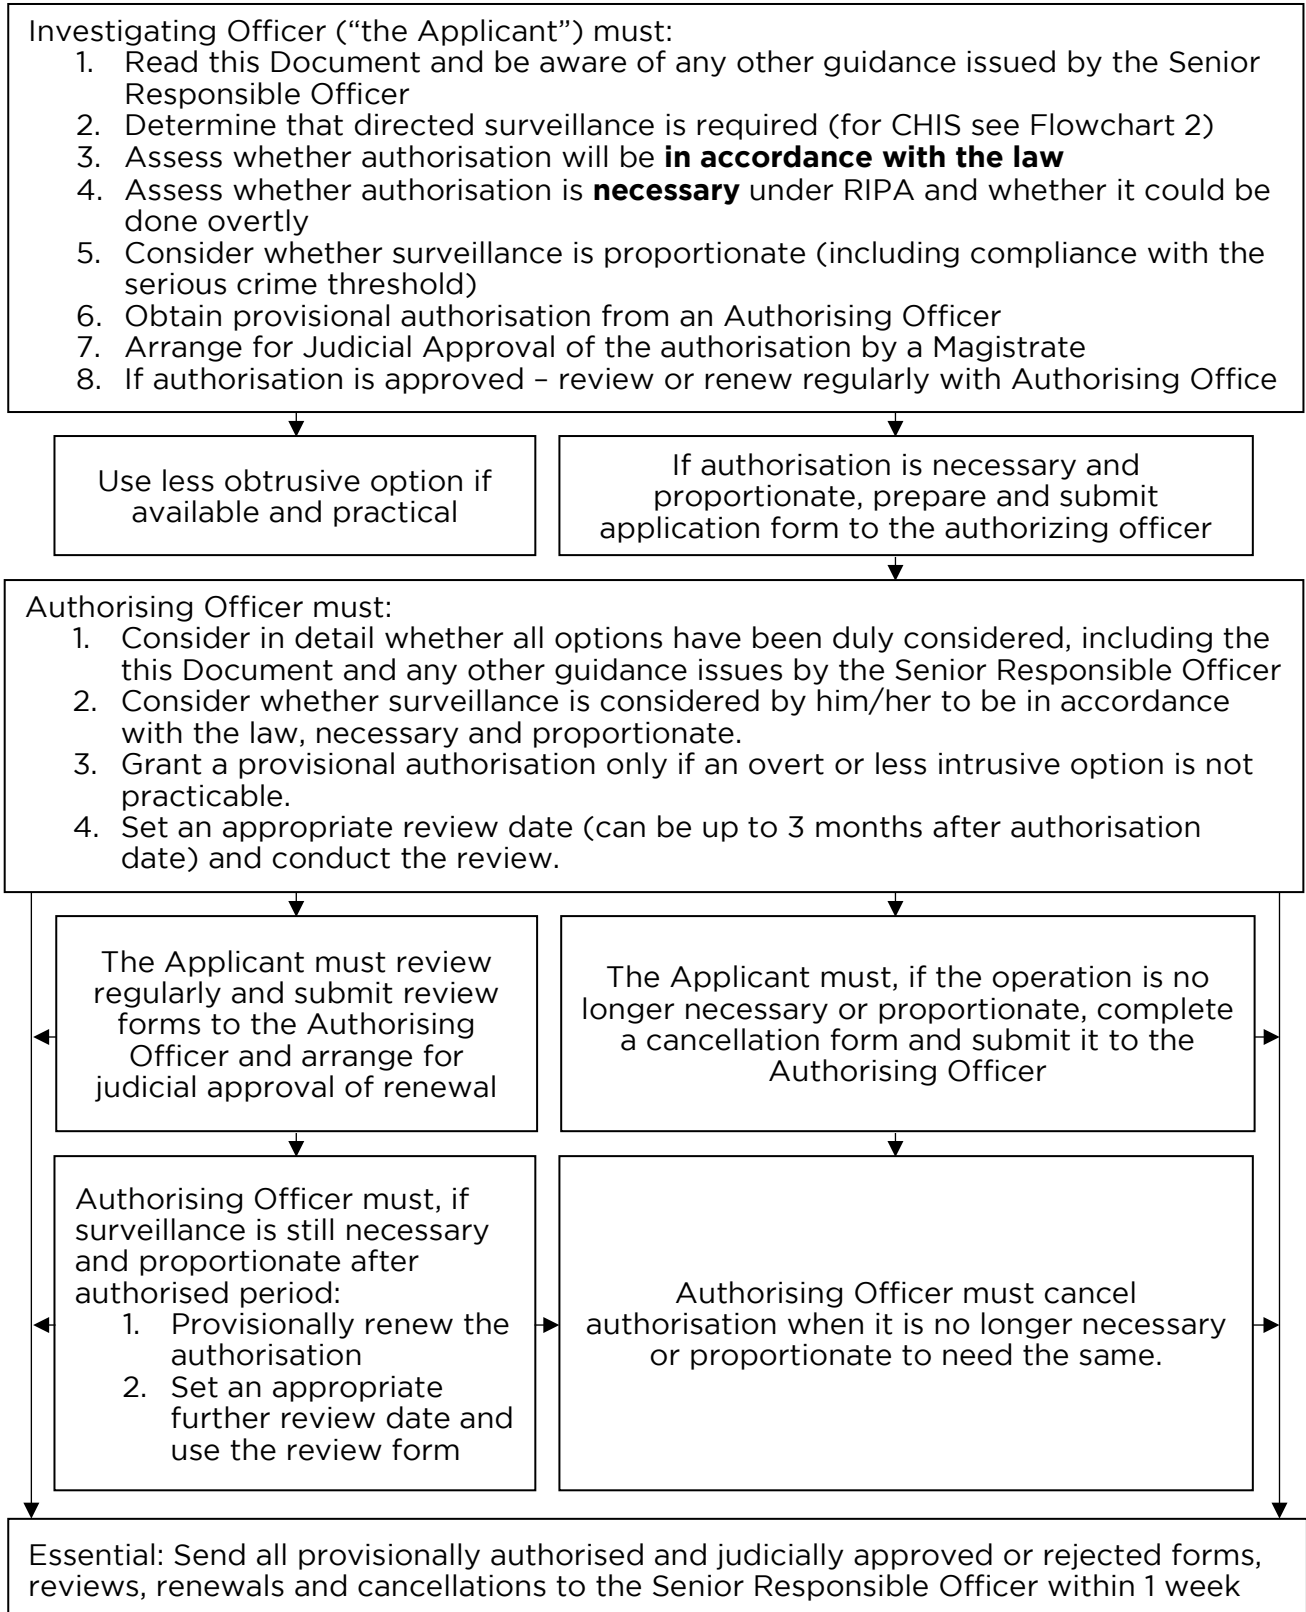 Investigating Officer (“the Applicant”) must:
1. Read this Document and be aware of any other guidance issued by the Senior
Responsible Officer
2. Determine that directed surveillance is required (for CHIS see Flowchart 2)
3. Assess whether authorisation will be in accordance with the law
4. Assess whether authorisation is necessary under RIPA and whether it could be
done overtly
5. Consider whether surveillance is proportionate (including compliance with the
serious crime threshold)
6. Obtain provisional authorisation from an Authorising Officer
7. Arrange for Judicial Approval of the authorisation by a Magistrate
8. If authorisation is approved – review or renew regularly with Authorising Office
Use less obtrusive option if
available and practical
If authorisation is necessary and
proportionate, prepare and submit
application form to the authorizing officer
Authorising Officer must:
1. Consider in detail whether all options have been duly considered, including the
this Document and any other guidance issues by the Senior Responsible Officer
2. Consider whether surveillance is considered by him/her to be in accordance
with the law, necessary and proportionate.
3. Grant a provisional authorisation only if an overt or less intrusive option is not
practicable.
4. Set an appropriate review date (can be up to 3 months after authorisation
date) and conduct the review.
The Applicant must review
regularly and submit review
forms to the Authorising
Officer and arrange for
judicial approval of renewal
The Applicant must, if the operation is no
longer necessary or proportionate, complete
a cancellation form and submit it to the
Authorising Officer
Authorising Officer must, if
surveillance is still necessary
and proportionate after
authorised period:
1. Provisionally renew the
authorisation
2. Set an appropriate
further review date and
use the review form
Authorising Officer must cancel
authorisation when it is no longer necessary
or proportionate to need the same.
Essential: Send all provisionally authorised and judicially approved or rejected forms,
reviews, renewals and cancellations to the Senior Responsible Officer within 1 week